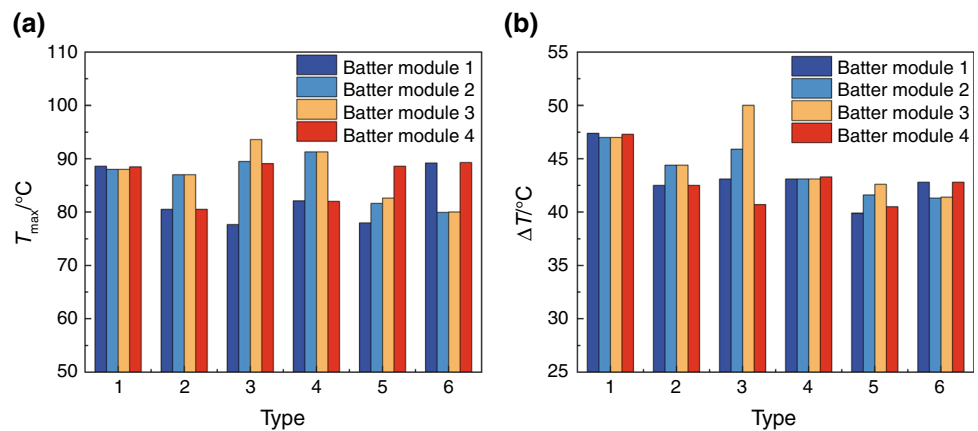 (a)
110
100
90
80
70
60
50
Tmax/°C
Batter module 1
Batter module 2
Batter module 3
Batter module 4
1 2 3 4 5 6
Type
(b)
55
50
45
40
35
30
25
ΔT/°C
Batter module 1
Batter module 2
Batter module 3
Batter module 4
1 2 3 4 5 6
Type